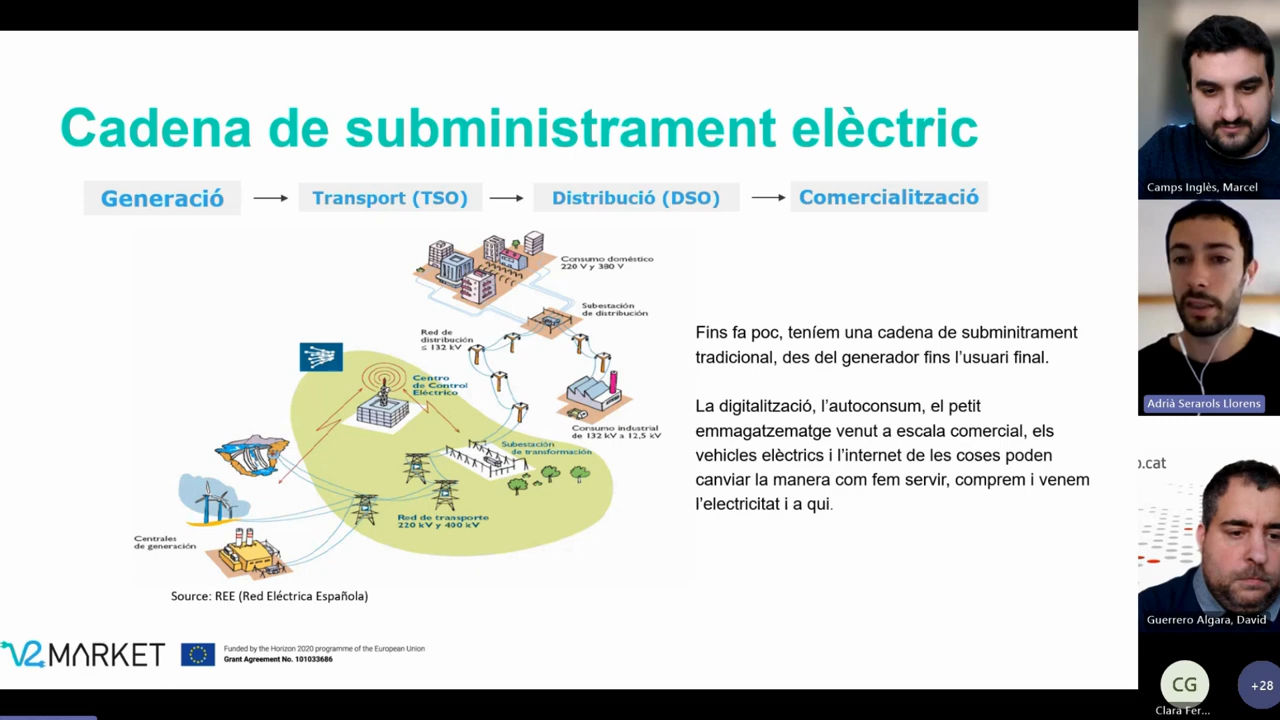 Cadena de subministrament elèctric
Generació
Transport (TSO)
Distribució (DSO)
Comercialització
Consumo doméstico
220 V y 380 V
Subestación
de distribución
Red de
distribución
≤ 132 kV
Centro
de Control
Eléctrico
Consumo industrial
de 132 kV a 12,5 kV
Subestación
de transformación
Red de transporte
220 kV y 400 kV
Centrales
de generación
Source: REE (Red Eléctrica Española)
Fins fa poc, teníem una cadena de subminitrament
tradicional, des del generador fins l’usuari final.
La digitalització, l’autoconsum, el petit
emmagatzematge venut a escala comercial, els
vehicles elèctrics i l’internet de les coses poden
canviar la manera com fem servir, comprem i venem
l’electricitat i a qui.
V2MARKET
Funded by the Horizon 2020 programme of the European Union
Grant Agreement No. 101033686
Camps Inglès, Marcel
Adrià Serarols Llorens
o.cat
Guerrero Algara, David
CG
Clara Fer...
+28